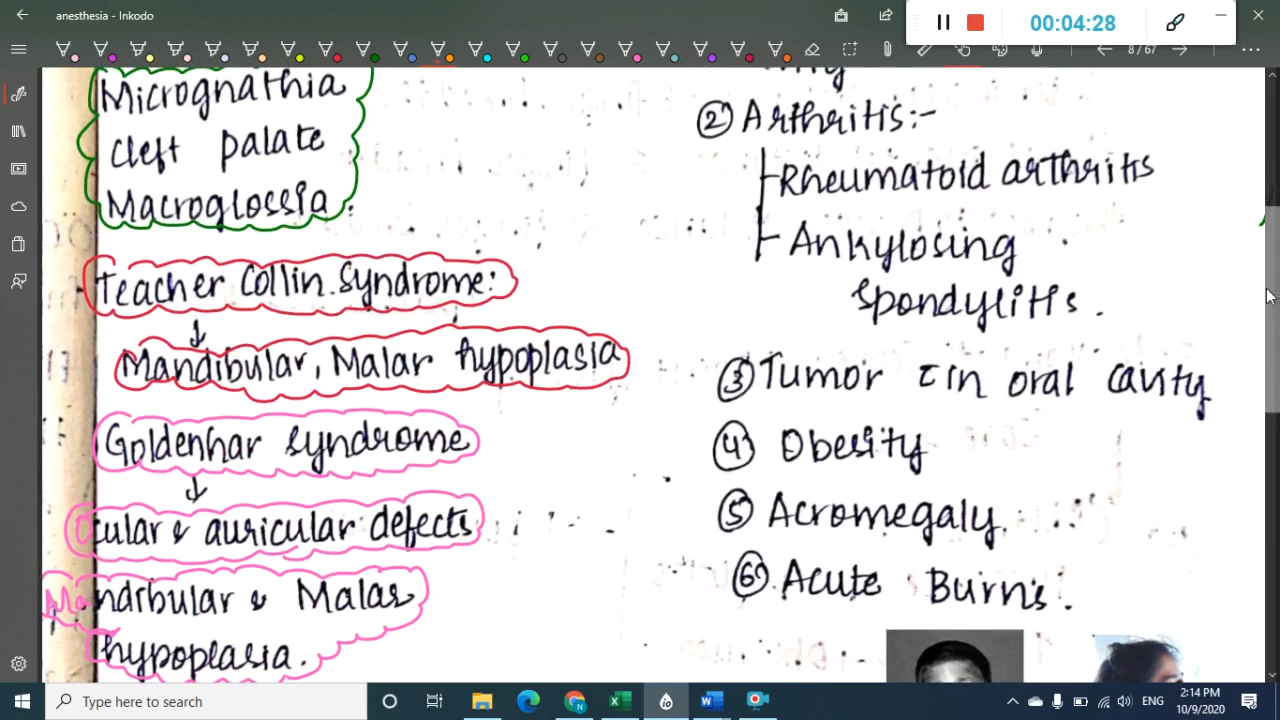 anesthesia - Inkodo
00:04:28
8 / 67
Micrognathia
Cleft palate
Macroglossia.
Teacher Collin Syndrome:
↓
Mandibular, Malar hypoplasia
Goldenhar syndrome
↓
Ocular & auricular defects
Mandibular & Malar
hypoplasia.
② Arthritis:-
Rheumatoid arthritis
Ankylosing
Spondylitis.
③ Tumor in oral cavity
④ Obesity
⑤ Acromegaly
⑥ Acute Burns.
Type here to search
ENG
2:14 PM
10/9/2020